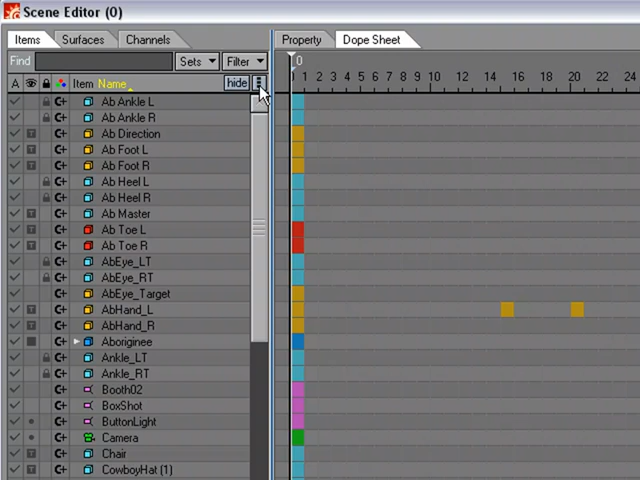 Scene Editor (0)
Items Surfaces Channels Property Dope Sheet
Find Sets Filter 0
A Item Name hide 1 2 3 4 5 6 7 8 9 10 12 14 16 18 20 22 24
Ab Ankle L
Ab Ankle R
T Ab Direction
T Ab Foot L
T Ab Foot R
Ab Heel L
Ab Heel R
T Ab Master
T Ab Toe L
T Ab Toe R
AbEye_LT
AbEye_RT
AbEye_Target
T AbHand_L
T AbHand_R
Aboriginee
Ankle_LT
Ankle_RT
Booth02
BoxShot
ButtonLight
Camera
T Chair
T CowboyHat (1)